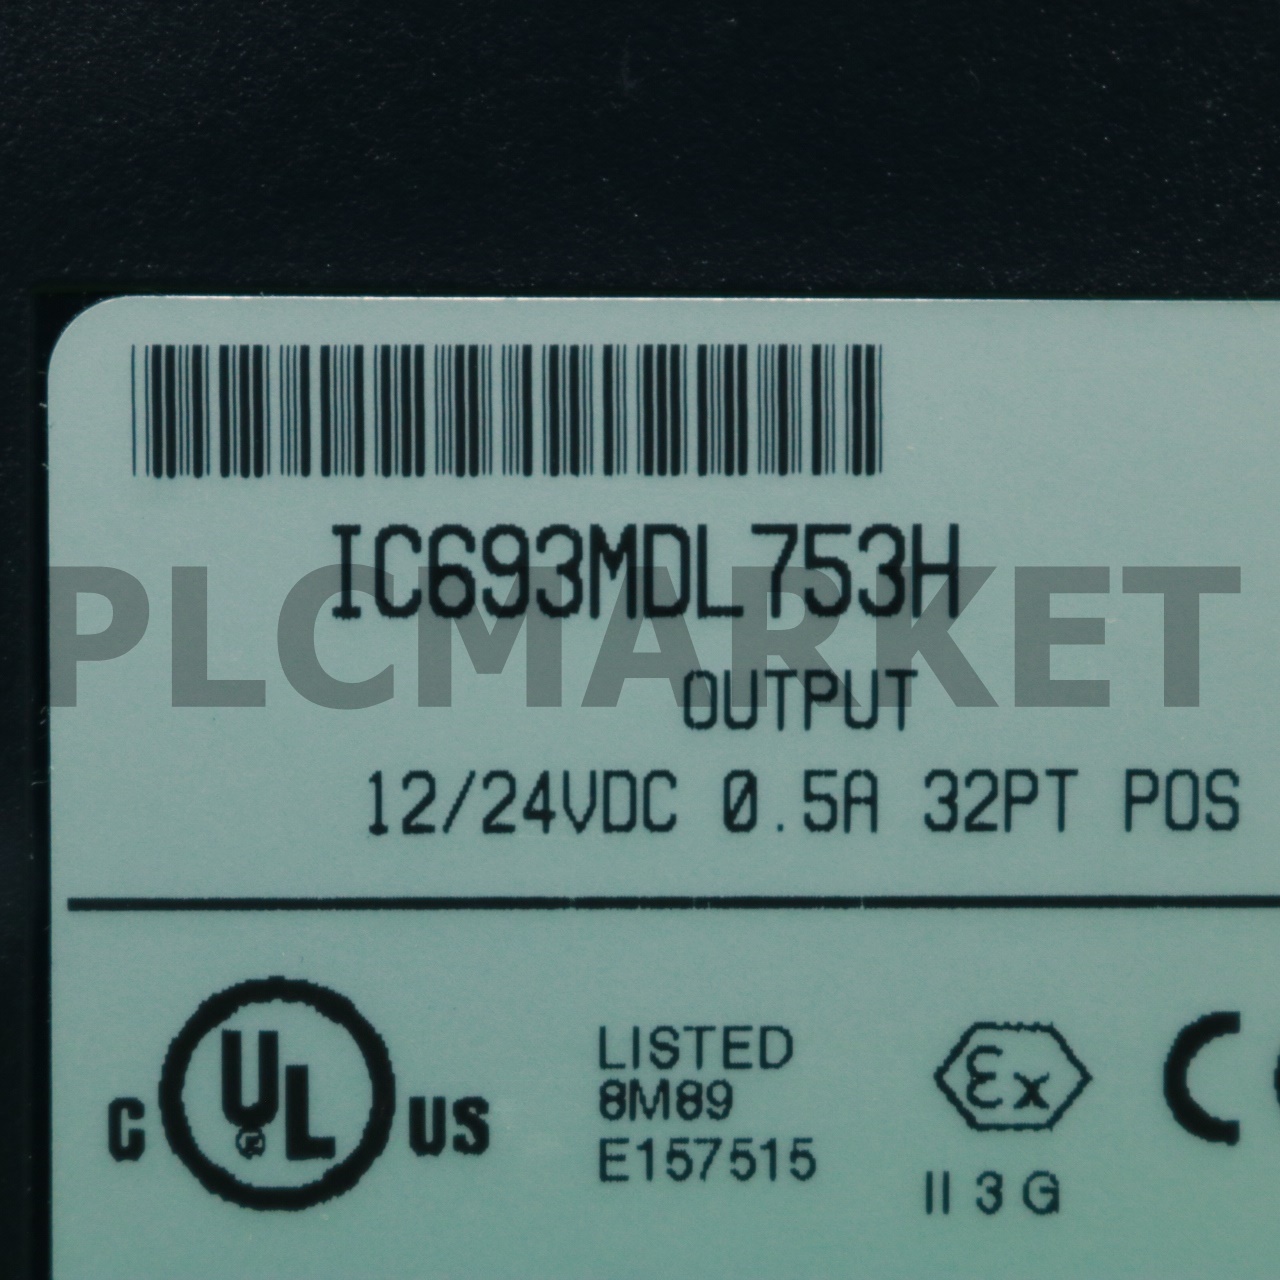 IC693MDL753H
PLCMARKET
OUTPUT
12/24VDC 0.5A 32PT POS
C UL US
LISTED
8M89
E157515
Ex
II 3 G
C